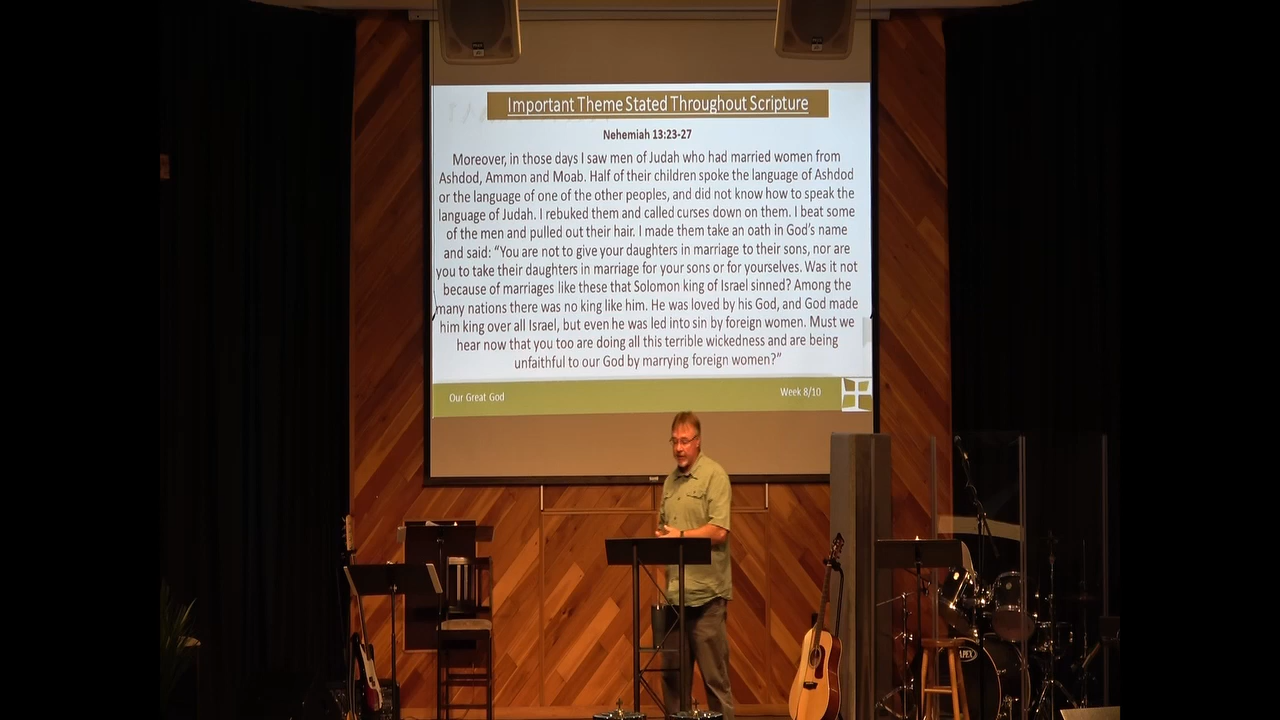 Important Theme Stated Throughout Scripture
Nehemiah 13:23-27
Moreover, in those days I saw men of Judah who had married women from
Ashdod, Ammon and Moab. Half of their children spoke the language of Ashdod
or the language of one of the other peoples, and did not know how to speak the
language of Judah. I rebuked them and called curses down on them. I beat some
of the men and pulled out their hair. I made them take an oath in God’s name
and said: “You are not to give your daughters in marriage to their sons, nor are
you to take their daughters in marriage for your sons or for yourselves. Was it not
because of marriages like these that Solomon king of Israel sinned? Among the
many nations there was no king like him. He was loved by his God, and God made
him king over all Israel, but even he was led into sin by foreign women. Must we
hear now that you too are doing all this terrible wickedness and are being
unfaithful to our God by marrying foreign women?”
Our Great God
Week 8/10